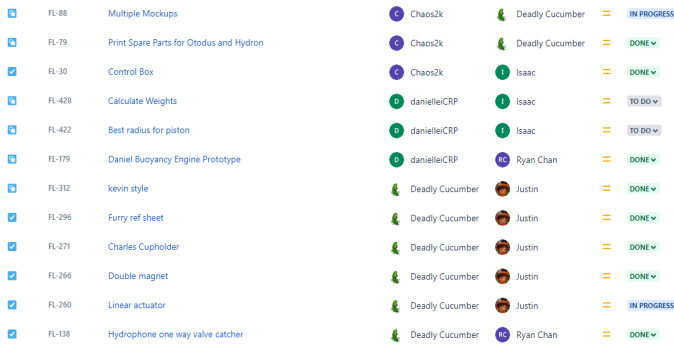 FL-88 Multiple Mockups C Chaos2k Deadly Cucumber IN PROGRESS
FL-79 Print Spare Parts for Otodus and Hydron C Chaos2k Deadly Cucumber DONE
FL-30 Control Box C Chaos2k I Isaac DONE
FL-428 Calculate Weights D danielleiCRP I Isaac TO DO
FL-422 Best radius for piston D danielleiCRP I Isaac TO DO
FL-179 Daniel Buoyancy Engine Prototype D danielleiCRP RC Ryan Chan DONE
FL-312 kevin style Deadly Cucumber Justin DONE
FL-296 Furry ref sheet Deadly Cucumber Justin DONE
FL-271 Charles Cupholder Deadly Cucumber Justin DONE
FL-266 Double magnet Deadly Cucumber Justin DONE
FL-260 Linear actuator Deadly Cucumber Justin IN PROGRESS
FL-138 Hydrophone one way valve catcher Deadly Cucumber RC Ryan Chan DONE